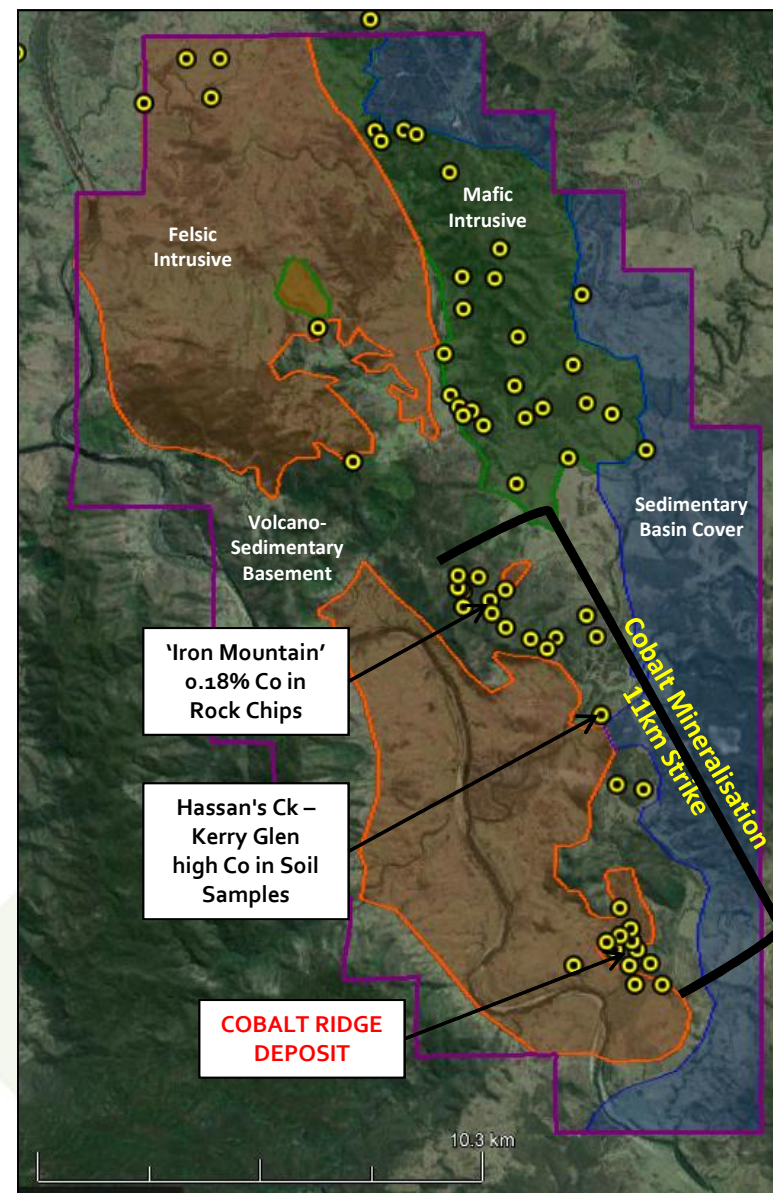 Mafic
Intrusive
Felsic
Intrusive
Sedimentary
Basin Cover
Volcano-
Sedimentary
Basement
Cobalt Mineralisation
11km Strike
'Iron Mountain'
0.18% Co in
Rock Chips
Hassan's Ck –
Kerry Glen
high Co in Soil
Samples
COBALT RIDGE
DEPOSIT
10.3 km